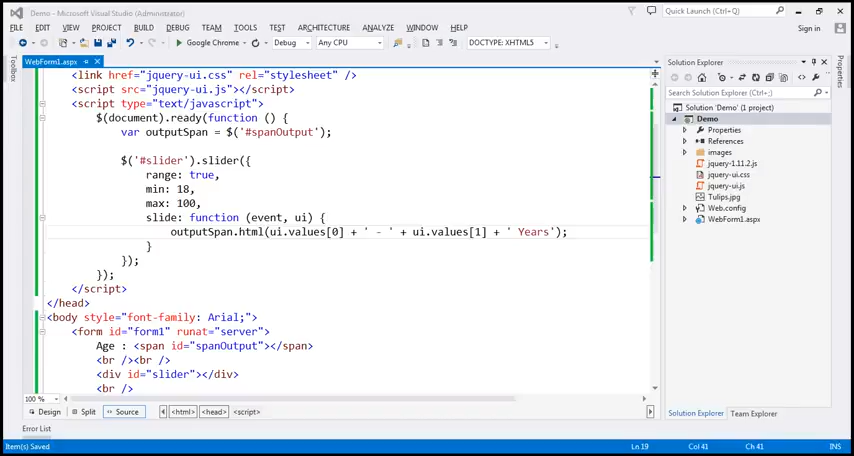 Demo - Microsoft Visual Studio (Administrator)
Quick Launch (Ctrl+Q)
FILE EDIT VIEW PROJECT BUILD DEBUG TEAM TOOLS TEST ARCHITECTURE ANALYZE WINDOW HELP
Sign in
Google Chrome Debug Any CPU DOCTYPE: XHTML5
Toolbox
WebForm1.aspx
<link href="jquery-ui.css" rel="stylesheet" />
<script src="jquery-ui.js"></script>
<script type="text/javascript">
$(document).ready(function () {
var outputSpan = $('#spanOutput');
$('#slider').slider({
range: true,
min: 18,
max: 100,
slide: function (event, ui) {
outputSpan.html(ui.values[0] + ' - ' + ui.values[1] + ' Years');
}
});
});
</script>
</head>
<body style="font-family: Arial;">
<form id="form1" runat="server">
Age : <span id="spanOutput"></span>
<br /><br />
<div id="slider"></div>
<br />
100 %
Design Split Source <html> <head> <script>
Error List
Item(s) Saved Ln 19 Col 41 Ch 41 INS
Solution Explorer
Search Solution Explorer (Ctrl+;)
Solution 'Demo' (1 project)
Demo
Properties
References
images
jquery-1.11.2.js
jquery-ui.css
jquery-ui.js
Tulips.jpg
Web.config
WebForm1.aspx
Solution Explorer Team Explorer
Properties